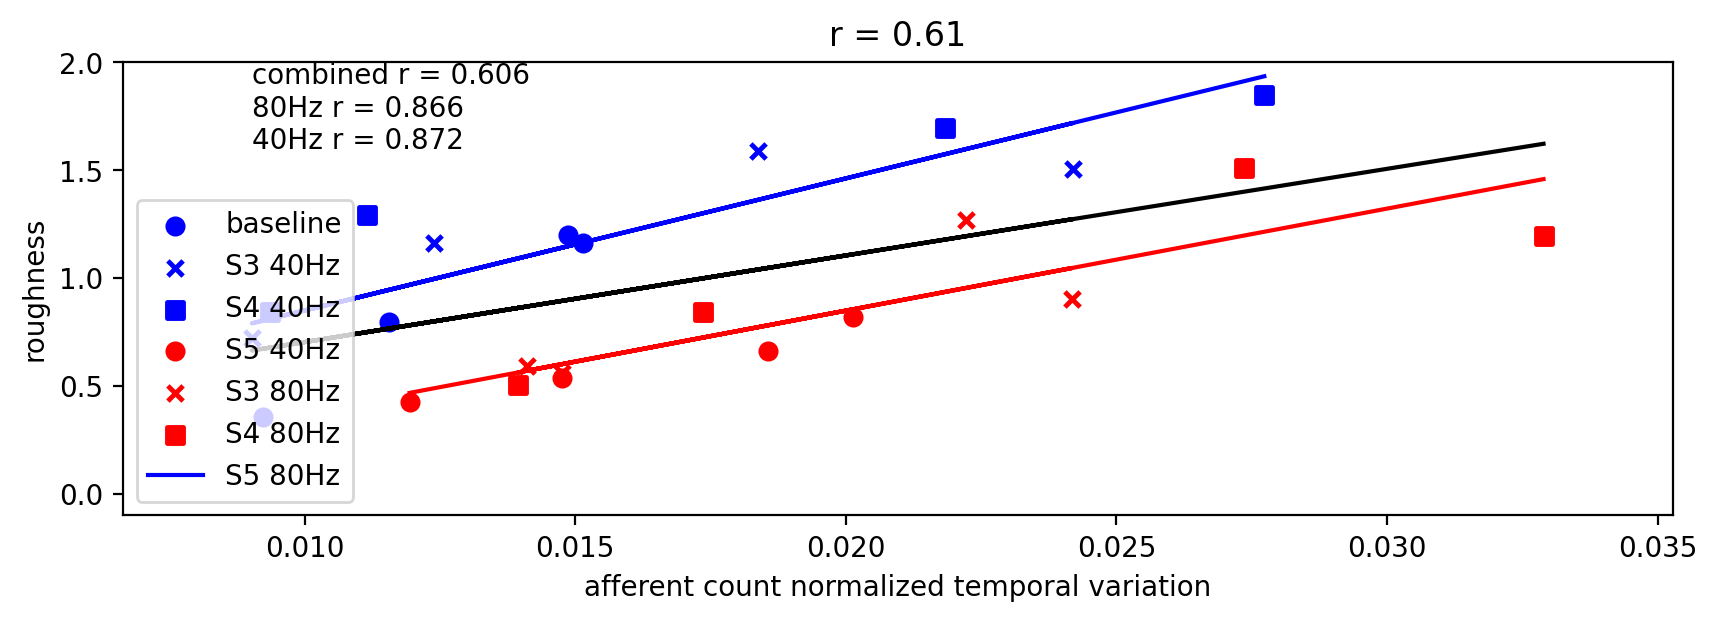 r = 0.61
combined r = 0.606
80Hz r = 0.866
40Hz r = 0.872
2.0
1.5
1.0
0.5
0.0
roughness
baseline
S3 40Hz
S4 40Hz
S5 40Hz
S3 80Hz
S4 80Hz
S5 80Hz
0.010 0.015 0.020 0.025 0.030 0.035
afferent count normalized temporal variation